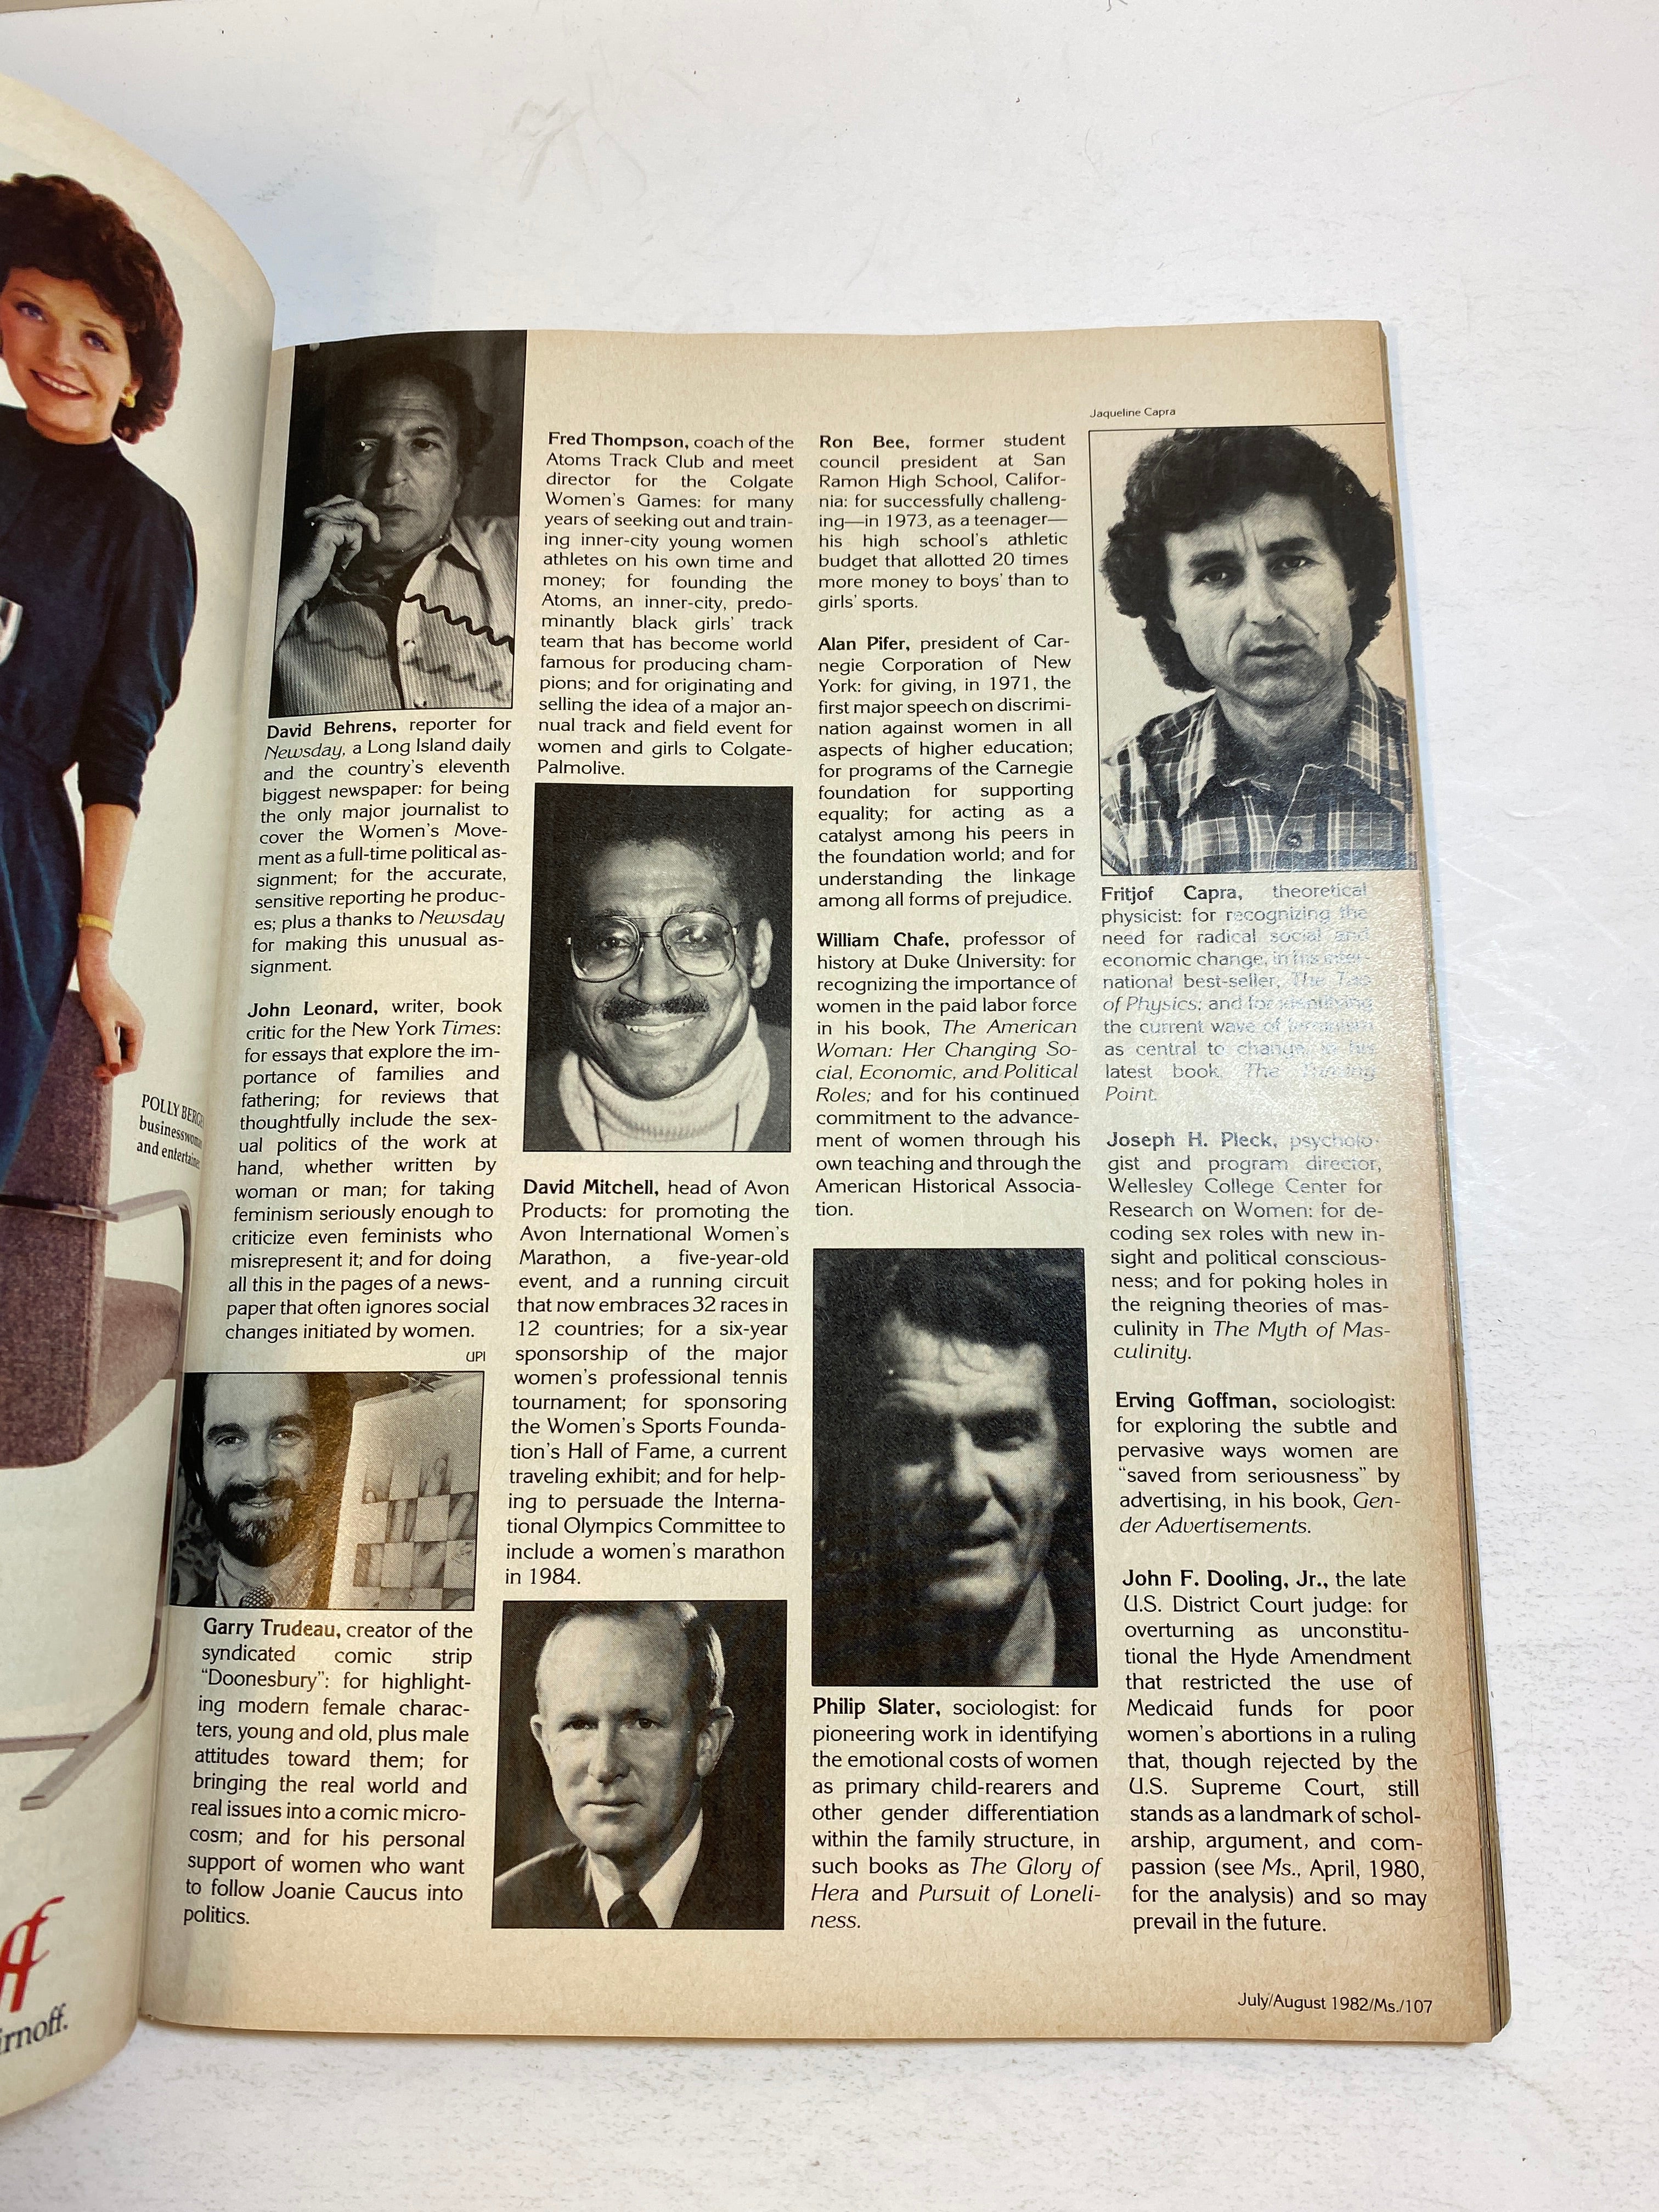 POLLY BERG
businesswoma
and entertaine
rnoff.
David Behrens, reporter for
Newsday, a Long Island daily
and the country's eleventh
biggest newspaper: for being
the only major journalist to
cover the Women's Move-
ment as a full-time political as-
signment; for the accurate,
sensitive reporting he produc-
es; plus a thanks to Newsday
for making this unusual as-
signment.
John Leonard, writer, book
critic for the New York Times:
for essays that explore the im-
portance of families and
fathering; for reviews that
thoughtfully include the sex-
ual politics of the work at
hand, whether written by
woman or man; for taking
feminism seriously enough to
criticize even feminists who
misrepresent it; and for doing
all this in the pages of a news-
paper that often ignores social
changes initiated by women.
UPI
Garry Trudeau, creator of the
syndicated comic strip
"Doonesbury": for highlight-
ing modern female charac-
ters, young and old, plus male
attitudes toward them; for
bringing the real world and
real issues into a comic micro-
cosm; and for his personal
support of women who want
to follow Joanie Caucus into
politics.
Fred Thompson, coach of the
Atoms Track Club and meet
director for the Colgate
Women's Games: for many
years of seeking out and train-
ing inner-city young women
athletes on his own time and
money; for founding the
Atoms, an inner-city, predo-
minantly black girls' track
team that has become world
famous for producing cham-
pions; and for originating and
selling the idea of a major an-
nual track and field event for
women and girls to Colgate-
Palmolive.
David Mitchell, head of Avon
Products: for promoting the
Avon International Women's
Marathon, a five-year-old
event, and a running circuit
that now embraces 32 races in
12 countries; for a six-year
sponsorship of the major
women's professional tennis
tournament; for sponsoring
the Women's Sports Founda-
tion's Hall of Fame, a current
traveling exhibit; and for help-
ing to persuade the Interna-
tional Olympics Committee to
include a women's marathon
in 1984.
Ron Bee, former student
council president at San
Ramon High School, Califor-
nia: for successfully challeng-
ing—in 1973, as a teenager—
his high school's athletic
budget that allotted 20 times
more money to boys' than to
girls' sports.
Alan Pifer, president of Car-
negie Corporation of New
York: for giving, in 1971, the
first major speech on discrimi-
nation against women in all
aspects of higher education;
for programs of the Carnegie
foundation for supporting
equality; for acting as a
catalyst among his peers in
the foundation world; and for
understanding the linkage
among all forms of prejudice.
William Chafe, professor of
history at Duke University: for
recognizing the importance of
women in the paid labor force
in his book, The American
Woman: Her Changing So-
cial, Economic, and Political
Roles; and for his continued
commitment to the advance-
ment of women through his
own teaching and through the
American Historical Associa-
tion.
Philip Slater, sociologist: for
pioneering work in identifying
the emotional costs of women
as primary child-rearers and
other gender differentiation
within the family structure, in
such books as The Glory of
Hera and Pursuit of Loneli-
ness.
Jaqueline Capra
Fritjof Capra, theoretical
physicist: for recognizing the
need for radical social and
economic change, in his inter-
national best-seller, The Tao
of Physics; and for identifying
the current wave of feminism
as central to change, in his
latest book, The Turning
Point.
Joseph H. Pleck, psycholo-
gist and program director,
Wellesley College Center for
Research on Women: for de-
coding sex roles with new in-
sight and political conscious-
ness; and for poking holes in
the reigning theories of mas-
culinity in The Myth of Mas-
culinity.
Erving Goffman, sociologist:
for exploring the subtle and
pervasive ways women are
"saved from seriousness" by
advertising, in his book, Gen-
der Advertisements.
John F. Dooling, Jr., the late
U.S. District Court judge: for
overturning as unconstitu-
tional the Hyde Amendment
that restricted the use of
Medicaid funds for poor
women's abortions in a ruling
that, though rejected by the
U.S. Supreme Court, still
stands as a landmark of schol-
arship, argument, and com-
passion (see Ms., April, 1980,
for the analysis) and so may
prevail in the future.
July/August 1982/Ms./107